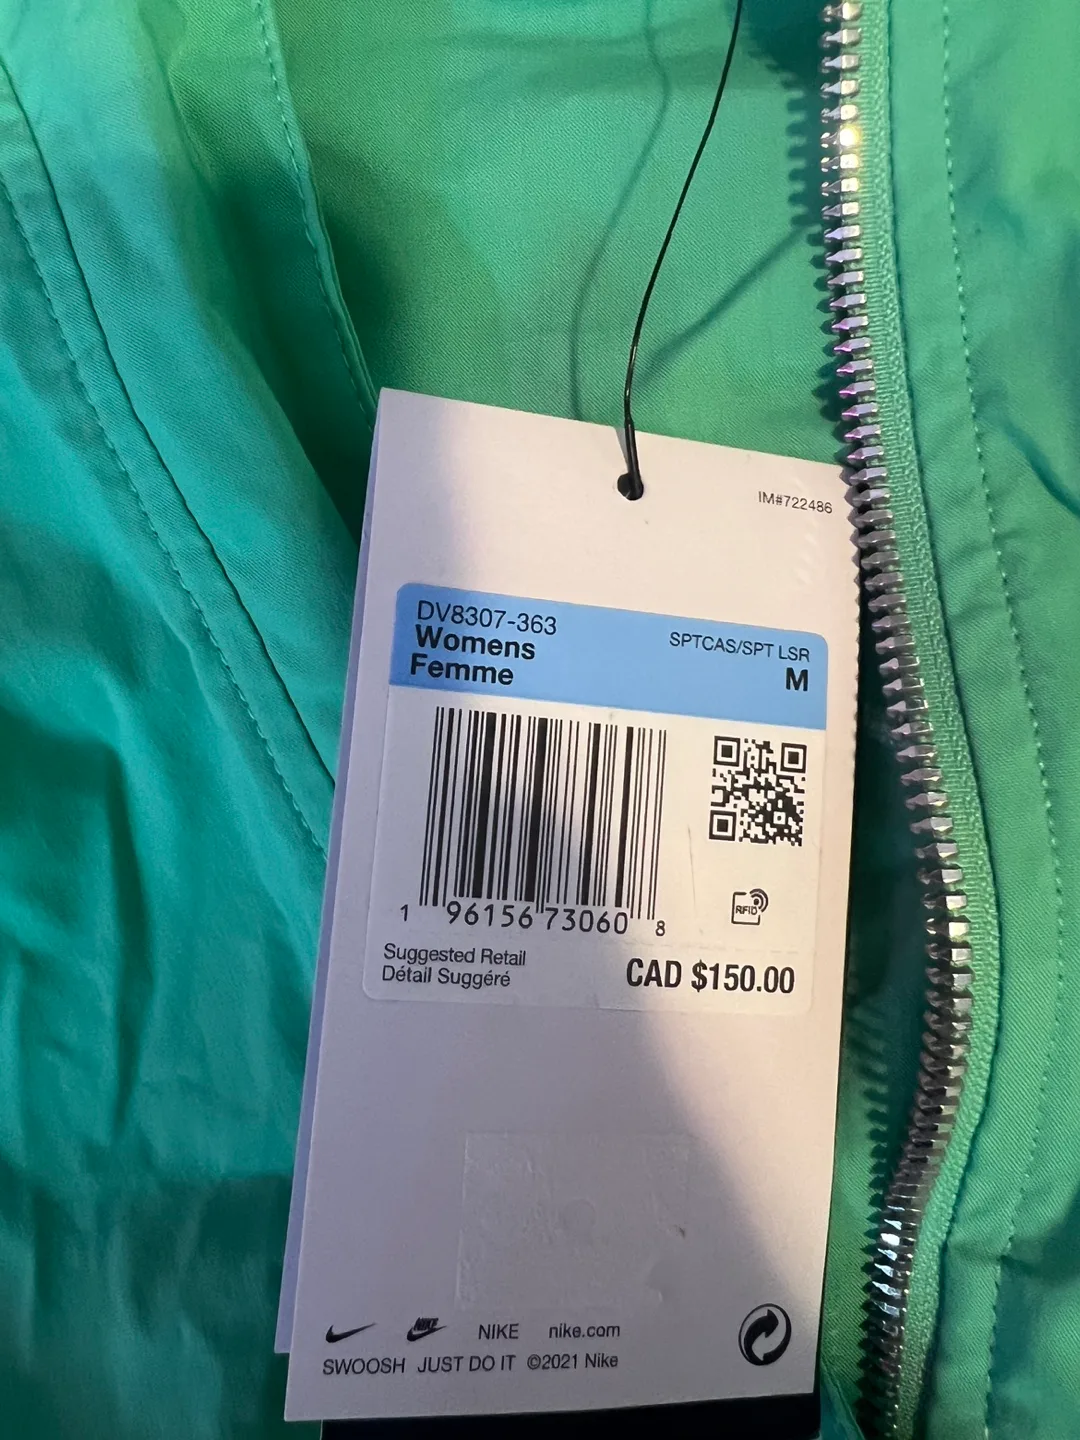 IM#722486
DV8307-363
Womens
SPTCAS/SPT LSR
Femme
M
RFID
1 96156 73060 8
Suggested Retail
Détail Suggéré
CAD $150.00
NIKE NIKE nike.com
SWOOSH JUST DO IT ©2021 Nike